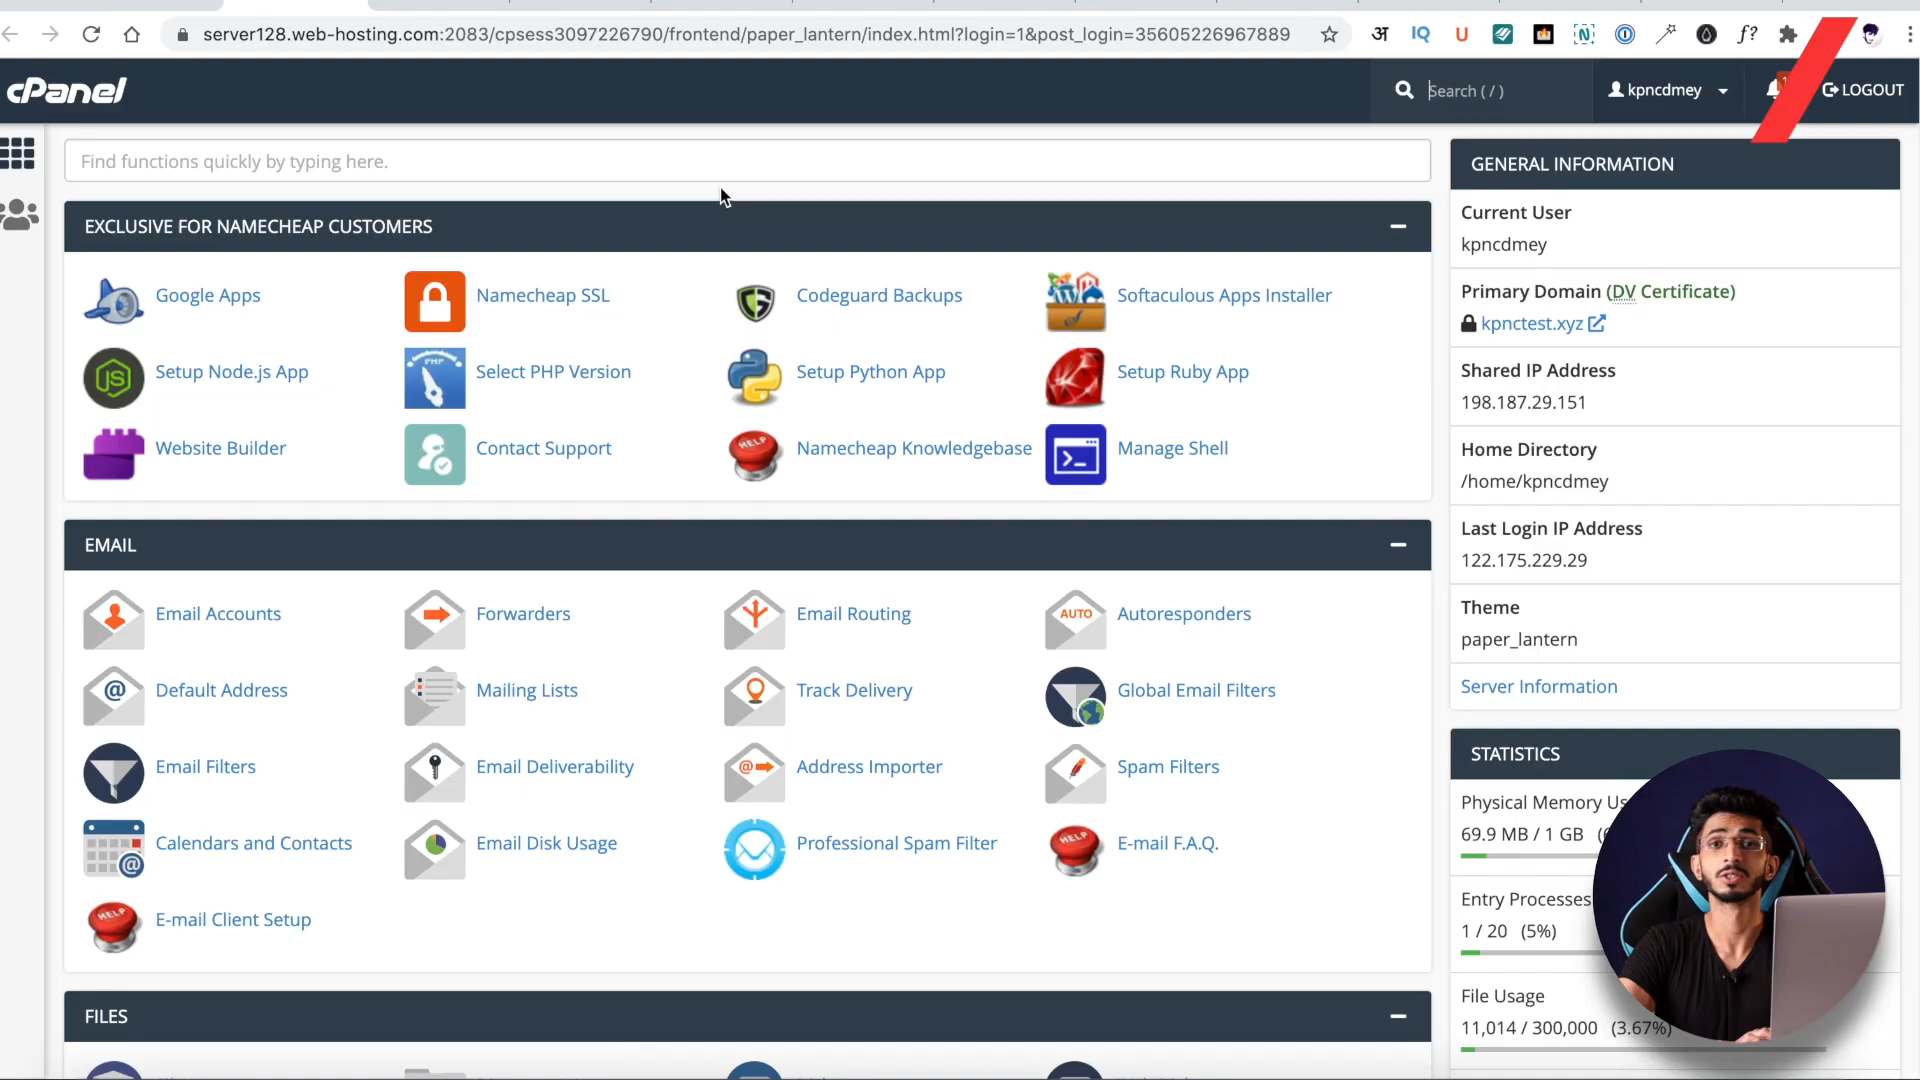 server128.web-hosting.com:2083/cpsess3097226790/frontend/paper_lantern/index.html?login=1&post_login=35605226967889
अ
IQ
U
N
f?
cPanel
Search ( / )
kpncdmey
LOGOUT
Find functions quickly by typing here.
EXCLUSIVE FOR NAMECHEAP CUSTOMERS
Google Apps
Namecheap SSL
Codeguard Backups
Softaculous Apps Installer
JS
Setup Node.js App
PHP
Select PHP Version
Setup Python App
Setup Ruby App
Website Builder
Contact Support
HELP
Namecheap Knowledgebase
Manage Shell
EMAIL
Email Accounts
Forwarders
Email Routing
AUTO
Autoresponders
@
Default Address
Mailing Lists
Track Delivery
Global Email Filters
Email Filters
Email Deliverability
@
Address Importer
Spam Filters
@
Calendars and Contacts
Email Disk Usage
Professional Spam Filter
HELP
E-mail F.A.Q.
HELP
E-mail Client Setup
FILES
GENERAL INFORMATION
Current User
kpncdmey
Primary Domain (DV Certificate)
kpnctest.xyz
Shared IP Address
198.187.29.151
Home Directory
/home/kpncdmey
Last Login IP Address
122.175.229.29
Theme
paper_lantern
Server Information
STATISTICS
Physical Memory
69.9 MB / 1 GB
Entry Processes
1 / 20 (5%)
File Usage
11,014 / 300,000 (3.67%)